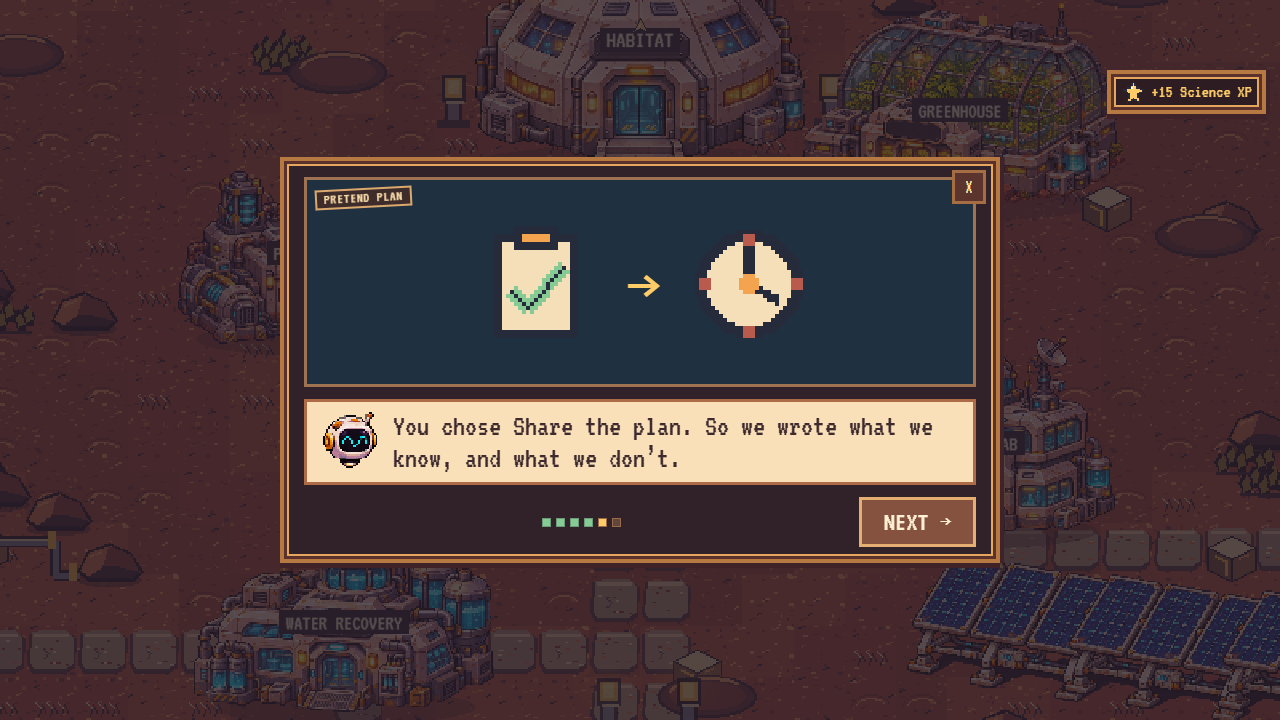 HABITAT
GREENHOUSE
+15 Science XP
PRETEND PLAN
X
You chose Share the plan. So we wrote what we
know, and what we don't.
AB
NEXT →
WATER RECOVERY